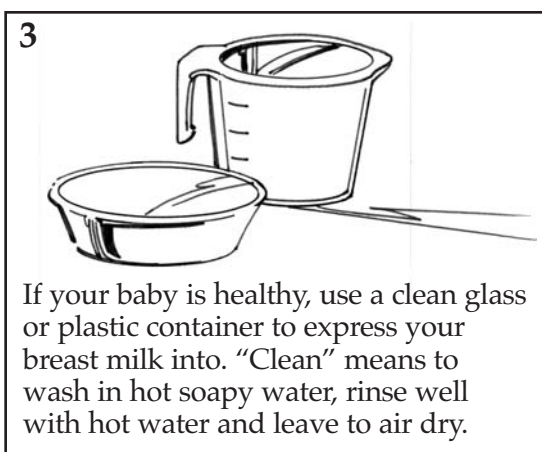 3
If your baby is healthy, use a clean glass
or plastic container to express your
breast milk into. “Clean” means to
wash in hot soapy water, rinse well
with hot water and leave to air dry.